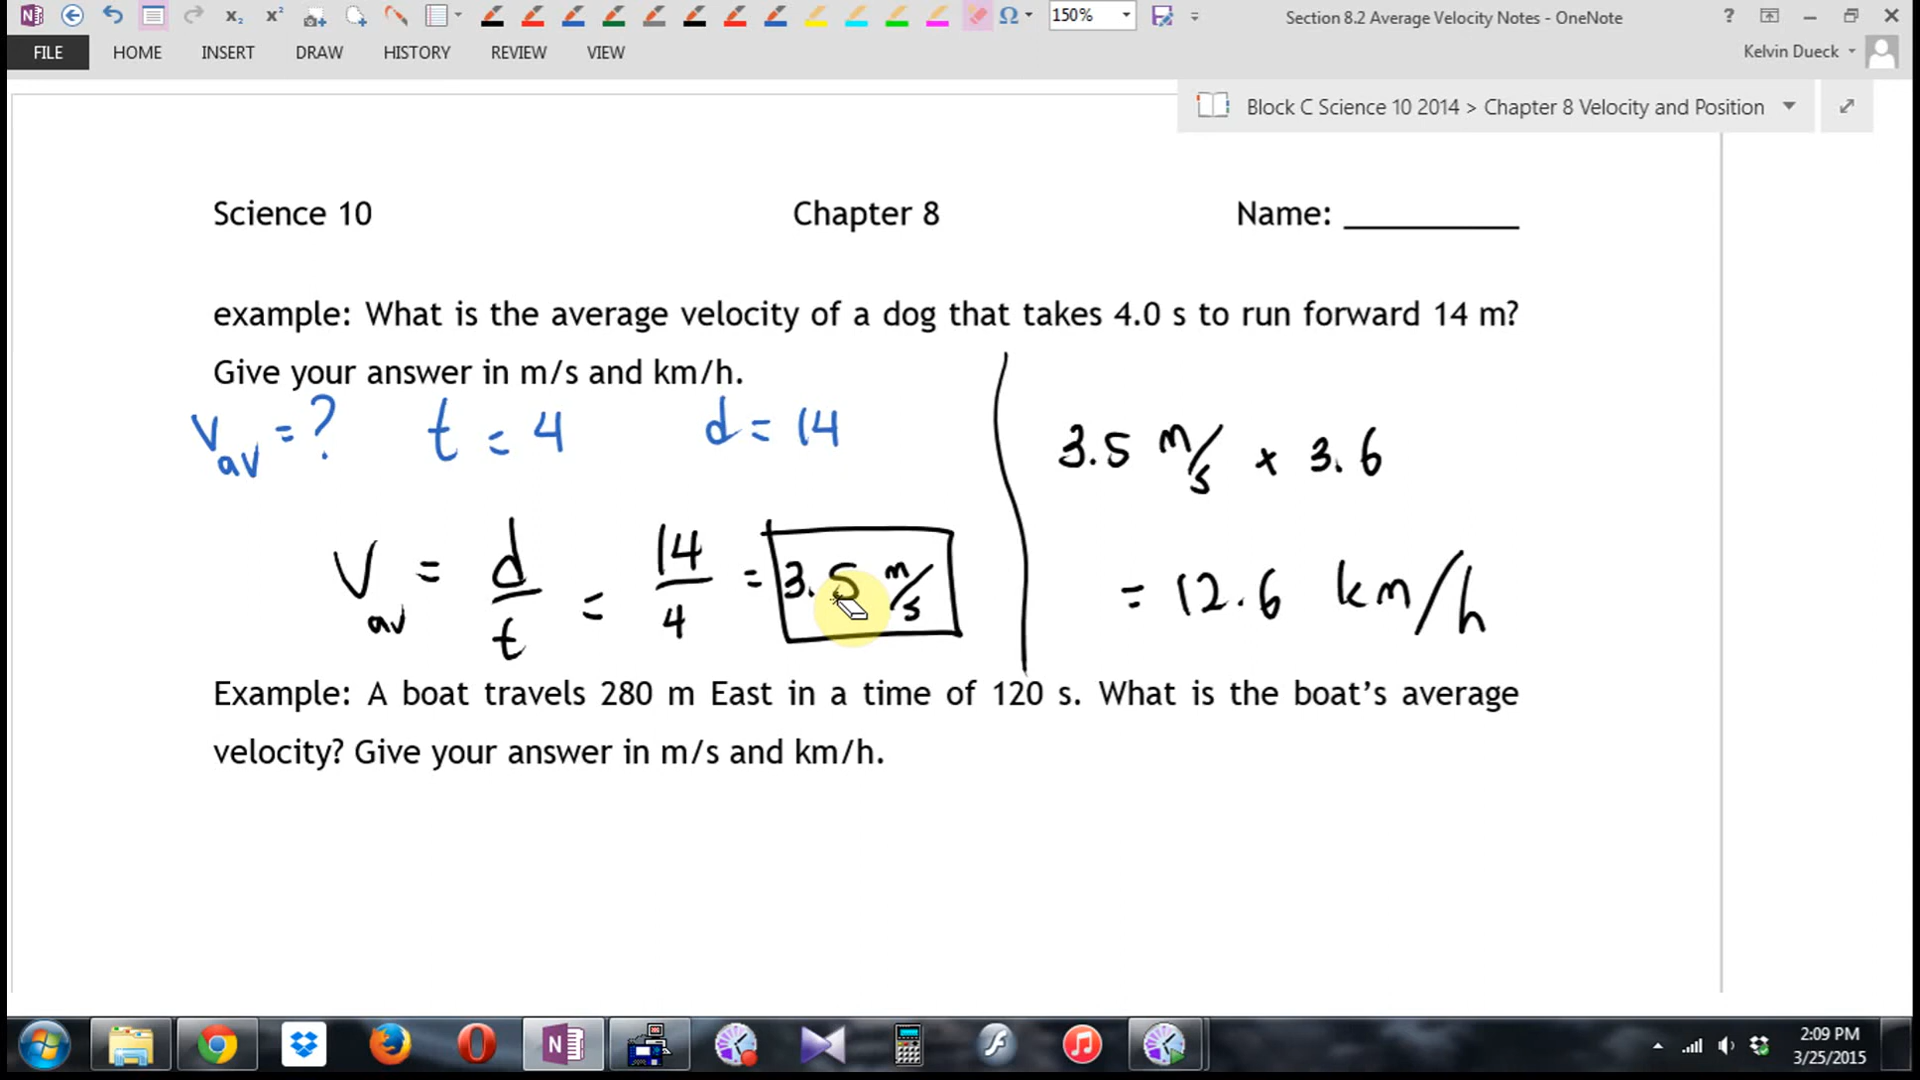 150%
Section 8.2 Average Velocity Notes - OneNote
FILE HOME INSERT DRAW HISTORY REVIEW VIEW
Kelvin Dueck
Block C Science 10 2014 > Chapter 8 Velocity and Position
Science 10 Chapter 8 Name: __________
example: What is the average velocity of a dog that takes 4.0 s to run forward 14 m?
Give your answer in m/s and km/h.
v_av = ? t = 4 d = 14
3.5 m/s x 3.6
v_av = d/t = 14/4 = 3.5 m/s
= 12.6 km/h
Example: A boat travels 280 m East in a time of 120 s. What is the boat's average
velocity? Give your answer in m/s and km/h.
2:09 PM
3/25/2015